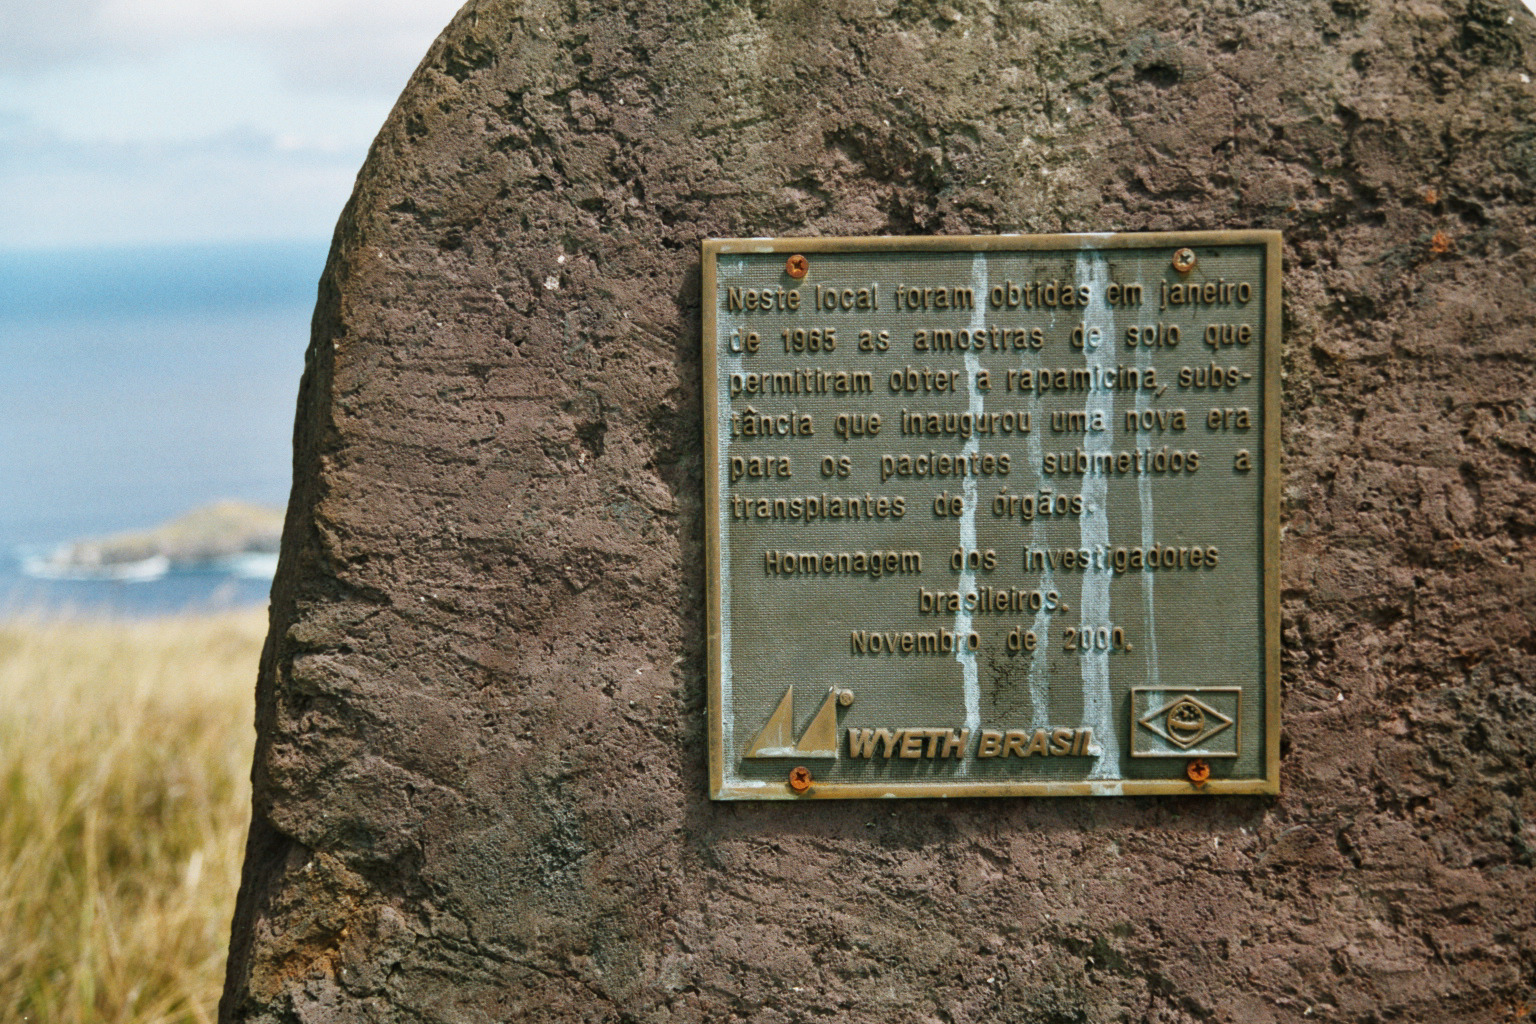 Neste local foram obtidas em janeiro
de 1965 as amostras de solo que
permitiram obter a rapamicina, subs-
tância que inaugurou uma nova era
para os pacientes submetidos a
transplantes de órgãos.
Homenagem dos investigadores
brasileiros.
Novembro de 2000.
WYETH BRASIL